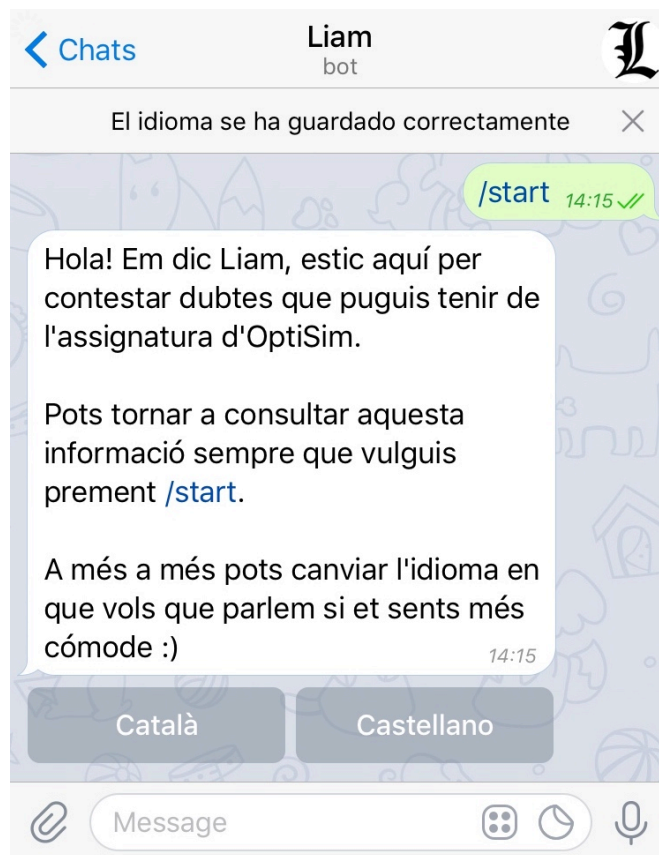 Chats
Liam
bot
L
El idioma se ha guardado correctamente
/start 14:15
Hola! Em dic Liam, estic aquí per
contestar dubtes que puguis tenir de
l'assignatura d'OptiSim.
Pots tornar a consultar aquesta
informació sempre que vulguis
prement /start.
A més a més pots canviar l'idioma en
que vols que parlem si et sents més
cómode :)
14:15
Català
Castellano
Message